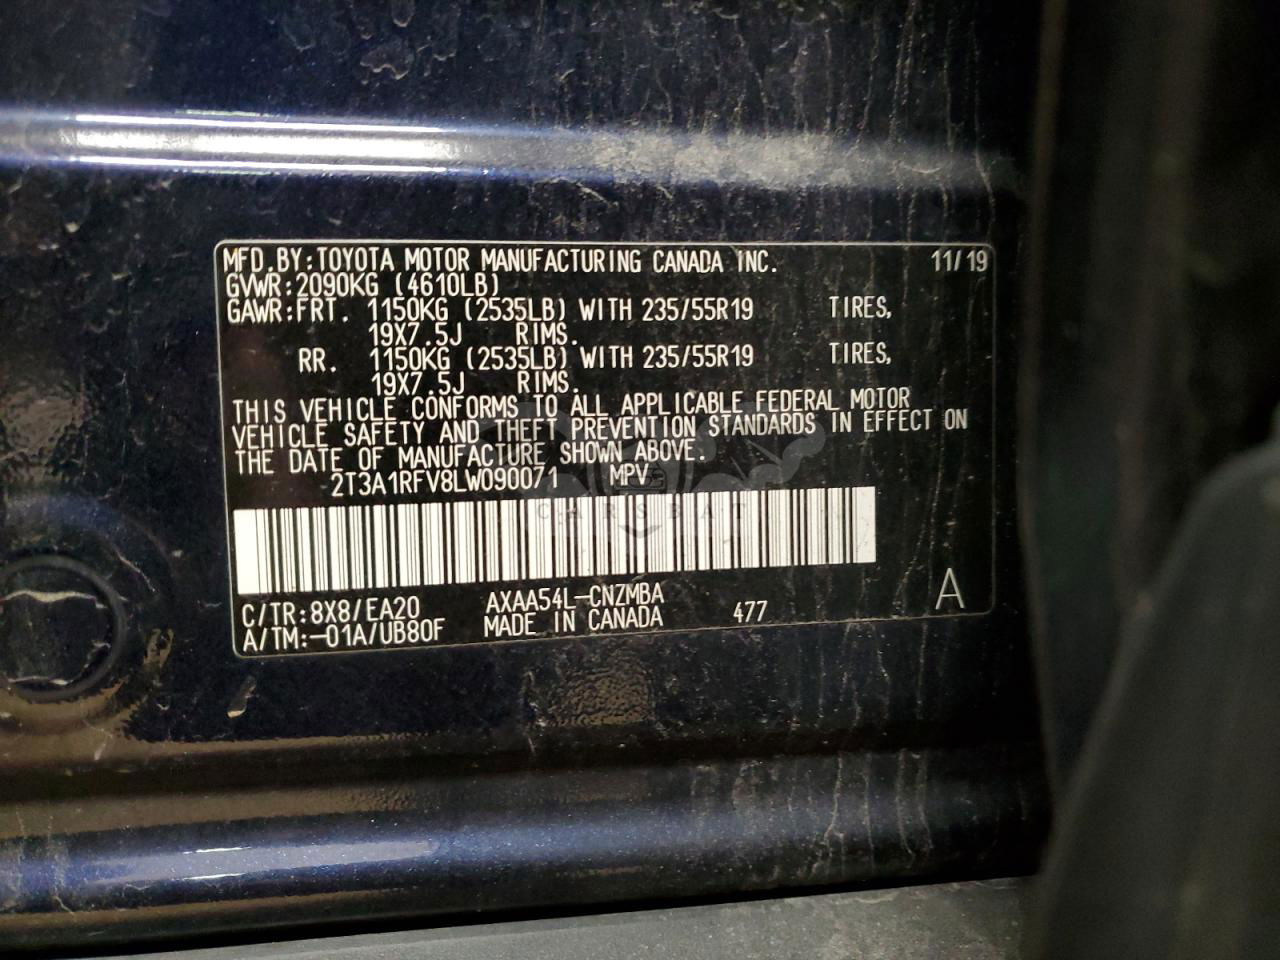 MFD.BY:TOYOTA MOTOR MANUFACTURING CANADA INC. 11/19
GVWR:2090KG (4610LB)
GAWR:FRT. 1150KG (2535LB) WITH 235/55R19 TIRES,
19X7.5J RIMS.
RR. 1150KG (2535LB) WITH 235/55R19 TIRES,
19X7.5J RIMS.
THIS VEHICLE CONFORMS TO ALL APPLICABLE FEDERAL MOTOR
VEHICLE SAFETY AND THEFT PREVENTION STANDARDS IN EFFECT ON
THE DATE OF MANUFACTURE SHOWN ABOVE.
2T3A1RFV8LW090071 MPV
CARSBAT
C/TR:8X8/EA20 AXAA54L-CNZMBA
A/TM:-01A/UB80F MADE IN CANADA 477 A